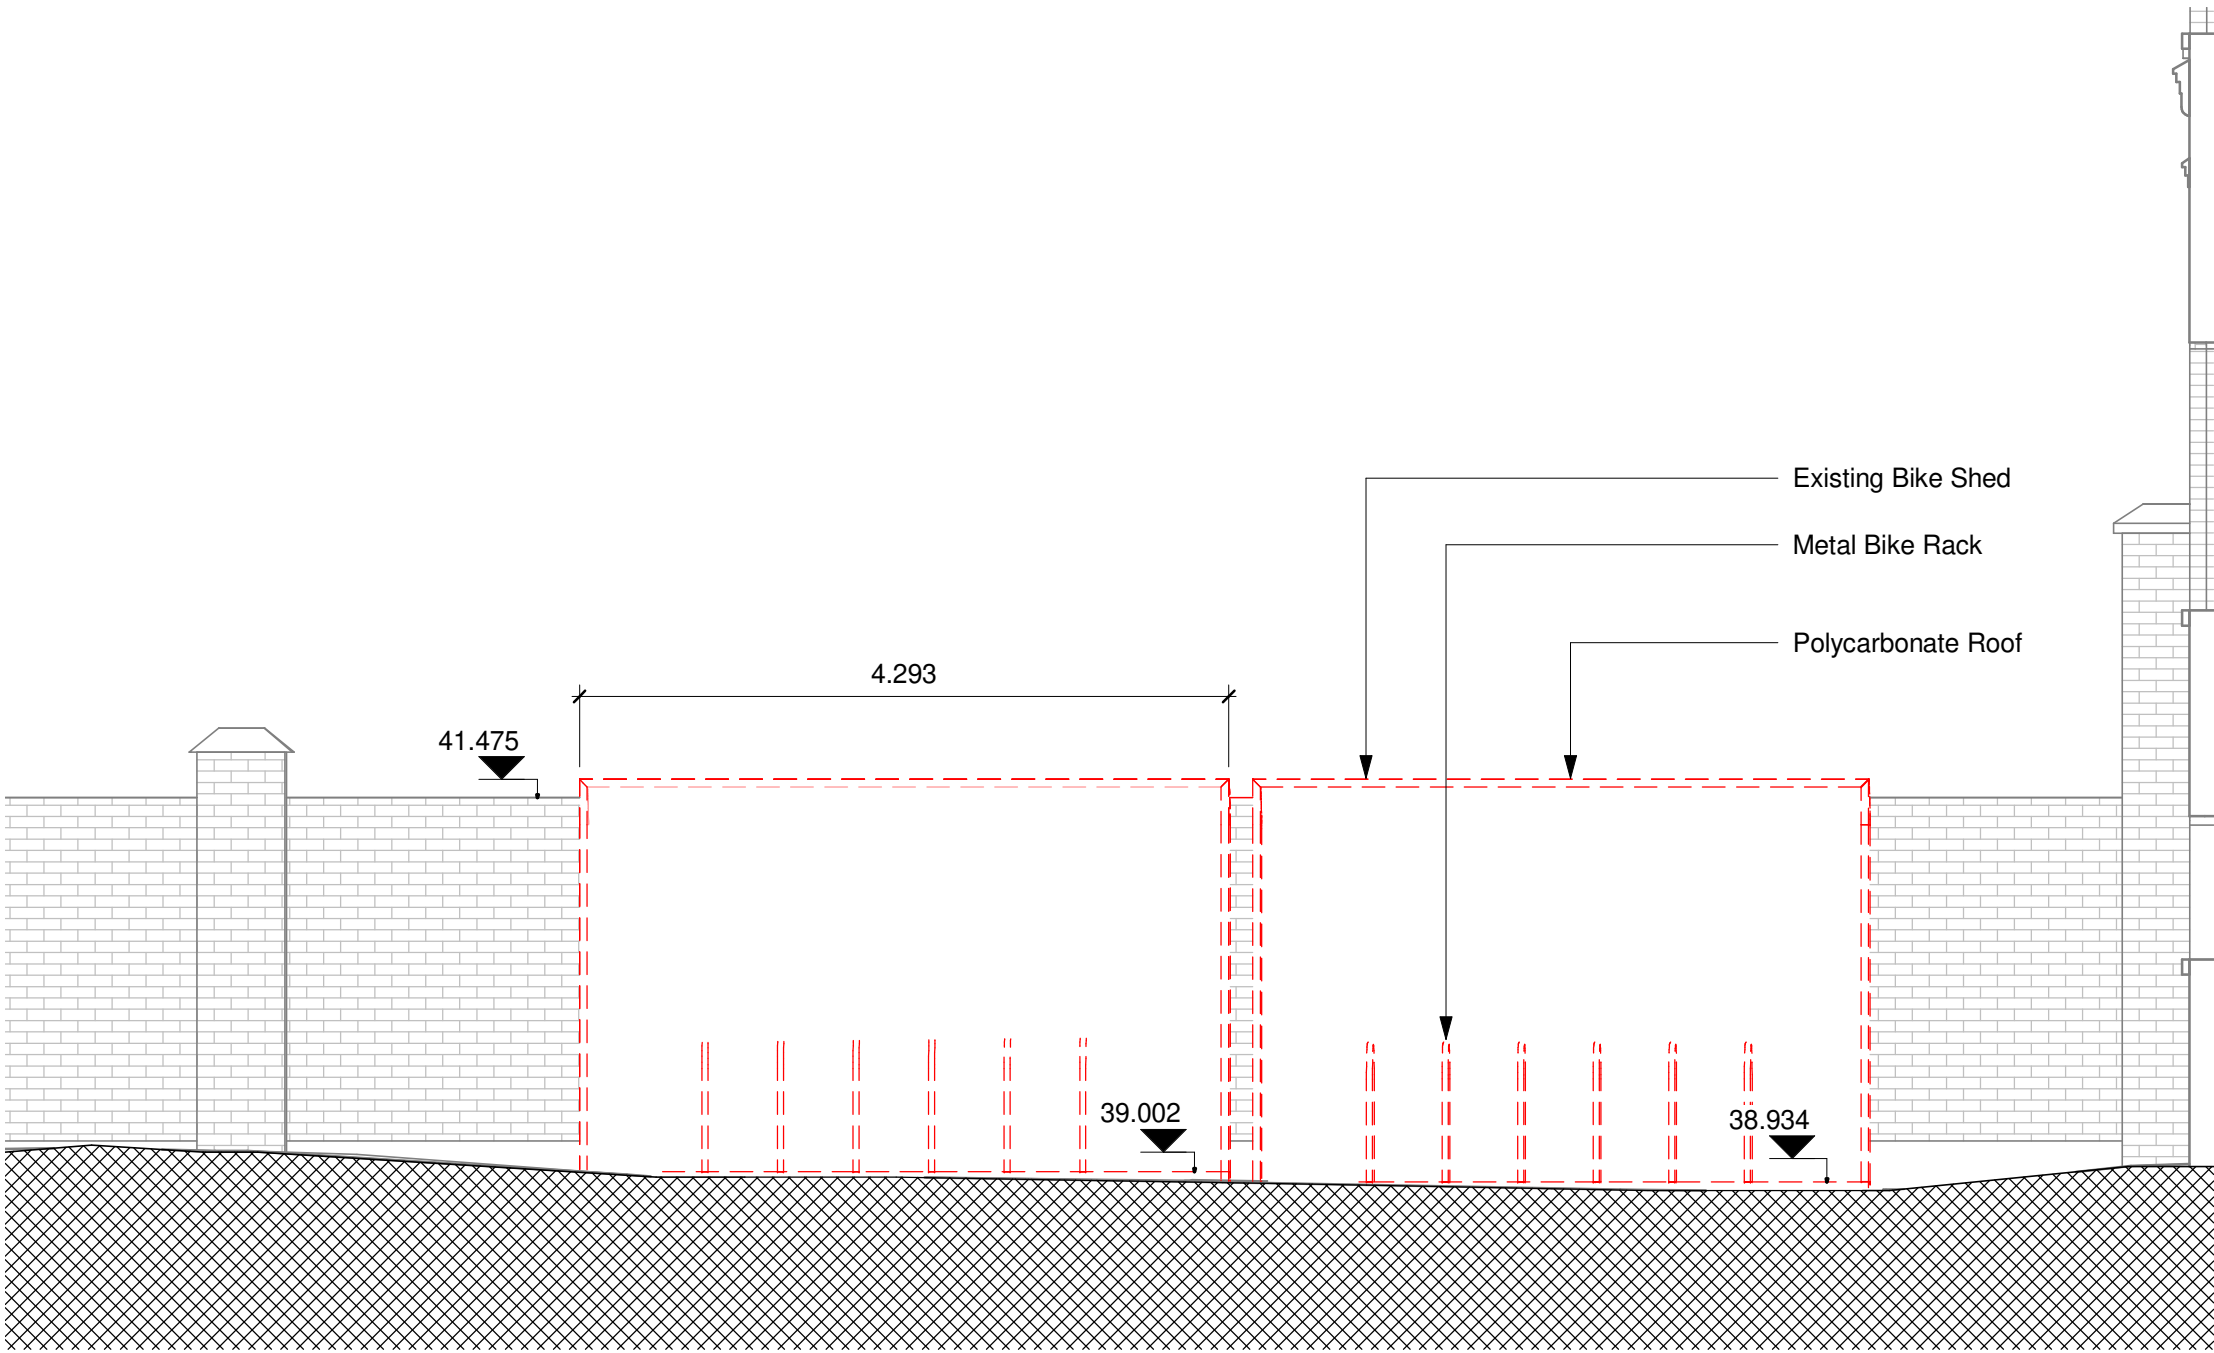 Existing Bike Shed
Metal Bike Rack
Polycarbonate Roof
4.293
41.475
39.002
38.934